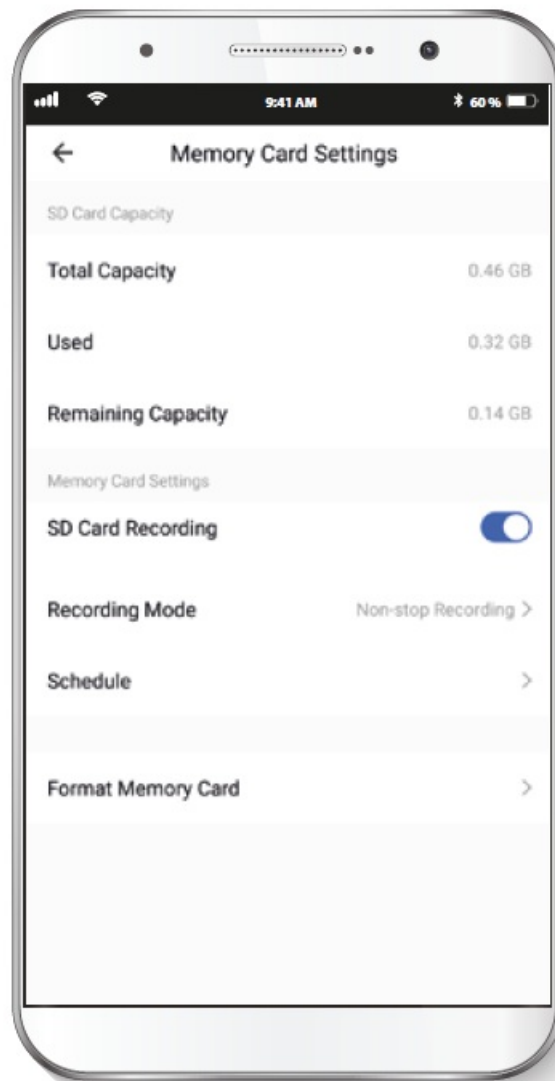 9:41 AM 60%
Memory Card Settings
SD Card Capacity
Total Capacity 0.46 GB
Used 0.32 GB
Remaining Capacity 0.14 GB
Memory Card Settings
SD Card Recording
Recording Mode Non-stop Recording >
Schedule >
Format Memory Card >